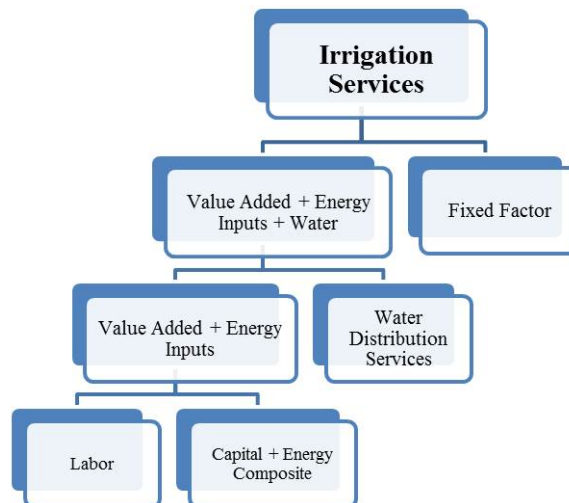 Irrigation
Services
Value Added + Energy
Inputs + Water
Fixed Factor
Value Added + Energy
Inputs
Water
Distribution
Services
Labor
Capital + Energy
Composite